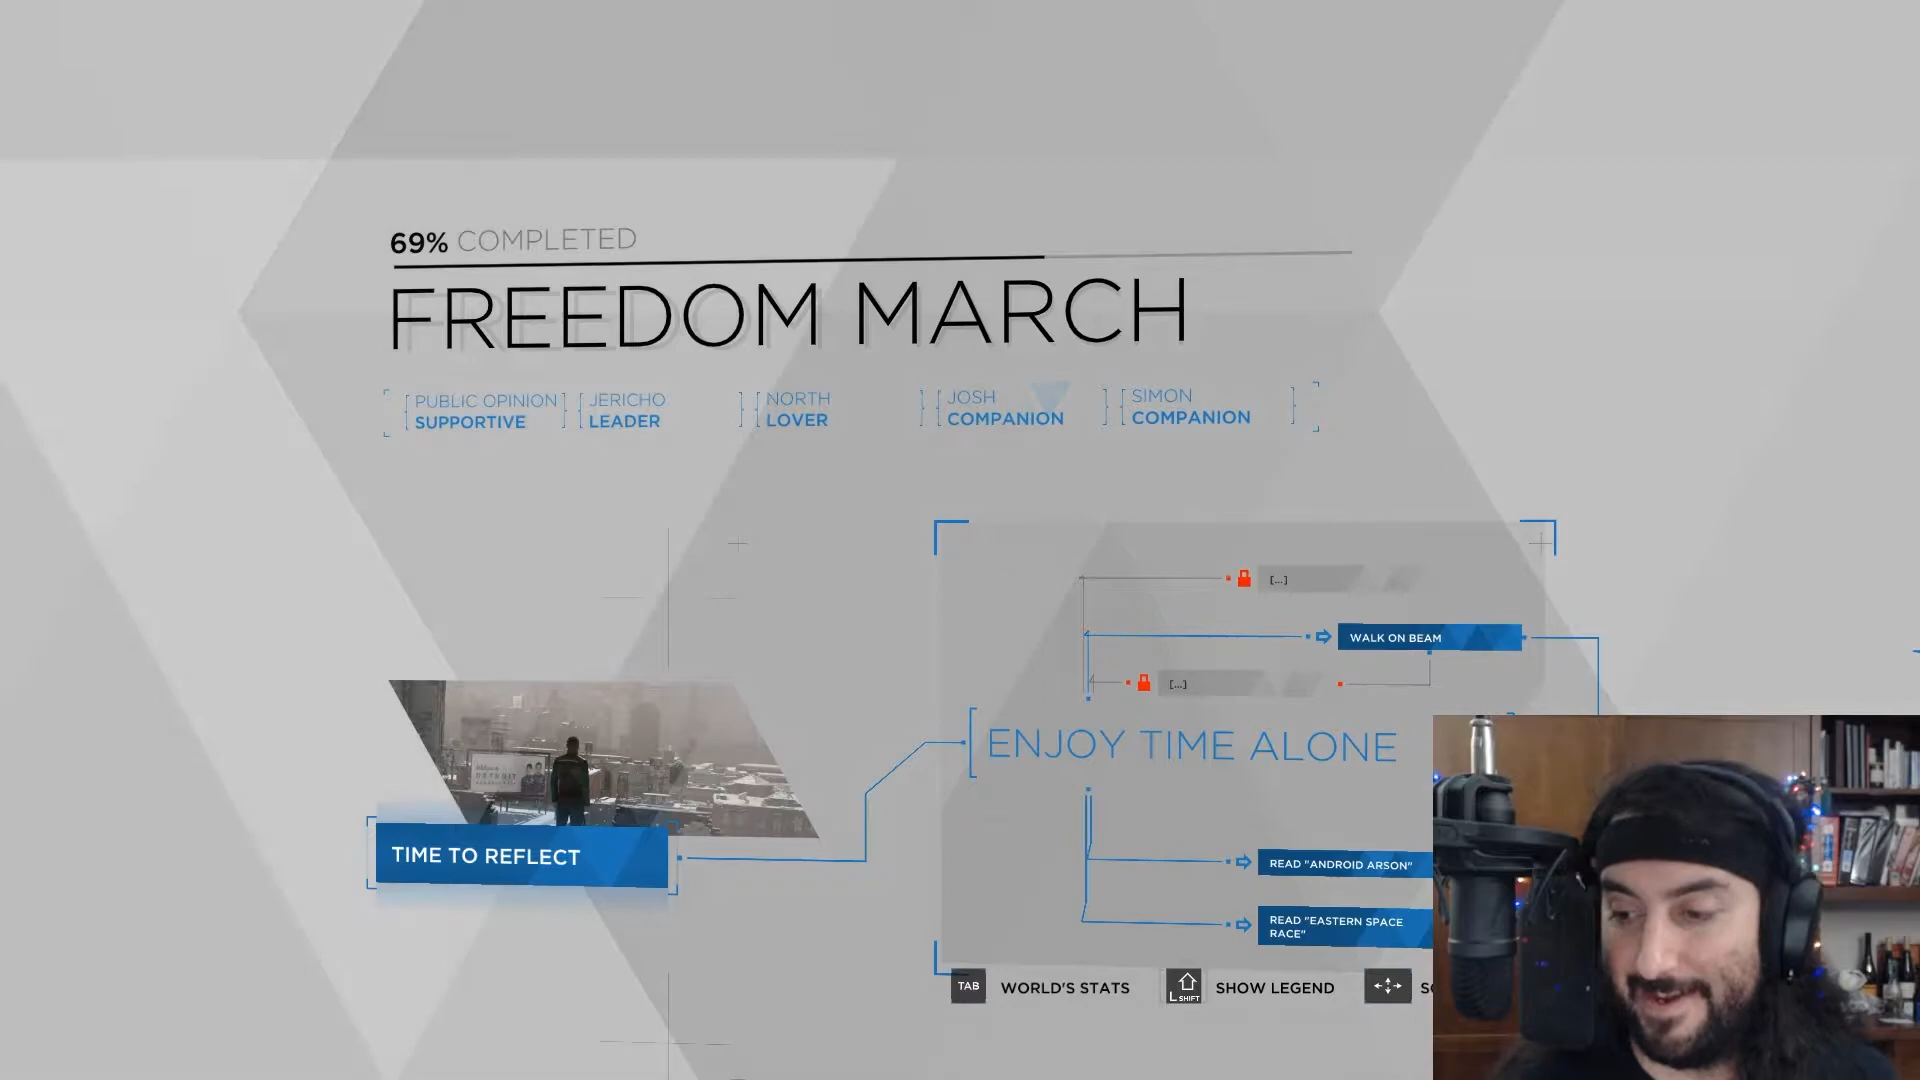 69% COMPLETED
FREEDOM MARCH
PUBLIC OPINION
SUPPORTIVE
JERICHO
LEADER
NORTH
LOVER
JOSH
COMPANION
SIMON
COMPANION
[...]
WALK ON BEAM
[...]
ENJOY TIME ALONE
DETROIT
TIME TO REFLECT
READ "ANDROID ARSON"
READ "EASTERN SPACE
RACE"
TAB WORLD'S STATS
L SHIFT SHOW LEGEND